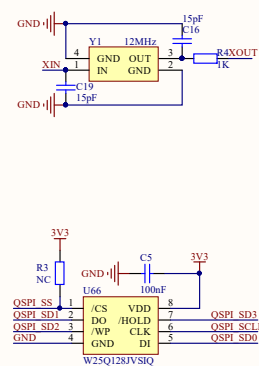 15pF
GND
C16
Y1 12MHz
4 GND OUT 3 R4 XOUT
XIN 1 IN GND 2 1K
C19
GND 15pF
3V3
3V3
R3 C5
NC GND
U66 100nF
QSPI_SS 1 /CS VDD 8
QSPI_SD1 2 DO /HOLD 7 QSPI_SD3
QSPI_SD2 3 /WP CLK 6 QSPI_SCL
GND 4 GND DI 5 QSPI_SD0
W25Q128JVSIQ